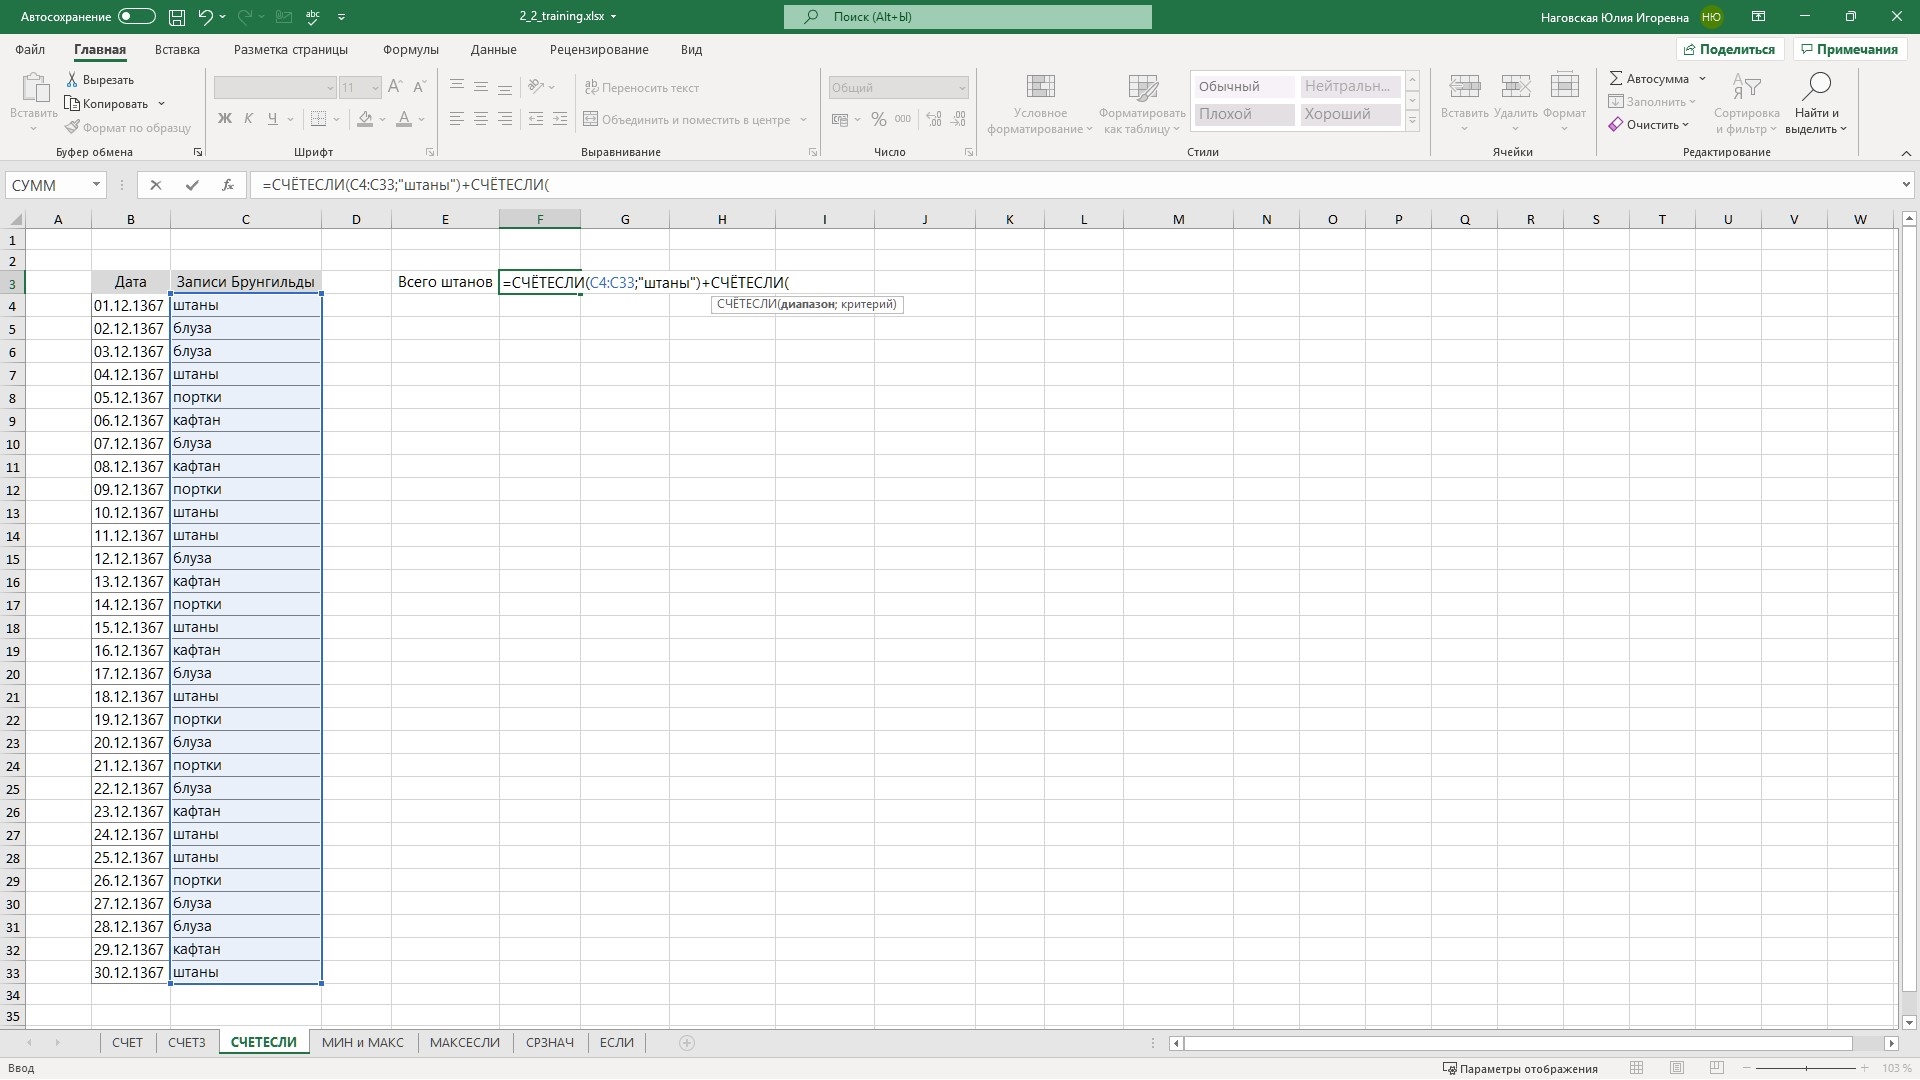 Автосохранение
2_2_training.xlsx
Поиск (Alt+Ы)
Наговская Юлия Игоревна НЮ
Файл Главная Вставка Разметка страницы Формулы Данные Рецензирование Вид Поделиться Примечания
Вставить
Вырезать
Копировать
Формат по образцу
Буфер обмена
11
Ж К Ч
Шрифт
Переносить текст
Объединить и поместить в центре
Выравнивание
Общий
% 000
Число
Условное форматирование
Форматировать как таблицу
Обычный Нейтральн...
Плохой Хороший
Стили
Вставить Удалить Формат
Ячейки
Автосумма
Заполнить
Очистить
Сортировка и фильтр
Найти и выделить
Редактирование
СУММ fx =СЧЁТЕСЛИ(C4:C33;"штаны")+СЧЁТЕСЛИ(
A B C D E F G H I J K L M N O P Q R S T U V W
1
2
3 Дата Записи Брунгильды Всего штанов =СЧЁТЕСЛИ(C4:C33;"штаны")+СЧЁТЕСЛИ(
СЧЁТЕСЛИ(диапазон; критерий)
4 01.12.1367 штаны
5 02.12.1367 блуза
6 03.12.1367 блуза
7 04.12.1367 штаны
8 05.12.1367 портки
9 06.12.1367 кафтан
10 07.12.1367 блуза
11 08.12.1367 кафтан
12 09.12.1367 портки
13 10.12.1367 штаны
14 11.12.1367 штаны
15 12.12.1367 блуза
16 13.12.1367 кафтан
17 14.12.1367 портки
18 15.12.1367 штаны
19 16.12.1367 кафтан
20 17.12.1367 блуза
21 18.12.1367 штаны
22 19.12.1367 портки
23 20.12.1367 блуза
24 21.12.1367 портки
25 22.12.1367 блуза
26 23.12.1367 кафтан
27 24.12.1367 штаны
28 25.12.1367 штаны
29 26.12.1367 портки
30 27.12.1367 блуза
31 28.12.1367 блуза
32 29.12.1367 кафтан
33 30.12.1367 штаны
34
35
СЧЕТ СЧЕТЗ СЧЕТЕСЛИ МИН и МАКС МАКСЕСЛИ СРЗНАЧ ЕСЛИ
Ввод
Параметры отображения
103 %